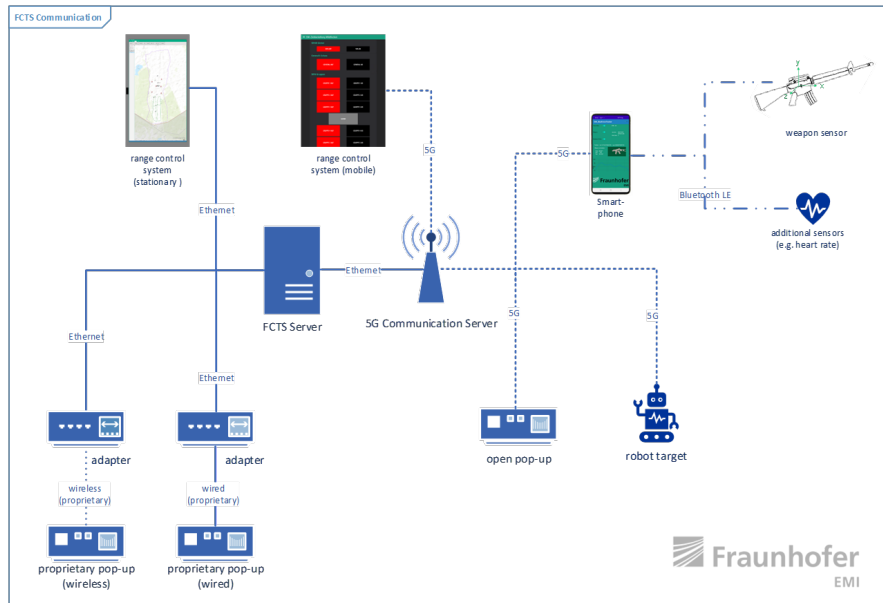 FCTS Communication
range control
system
(stationary )
range control
system (mobile)
5G
5G
Fraunhofer
EMI
Smart-
phone
y
x
z
weapon sensor
Bluetooth LE
additional sensors
(e.g. heart rate)
Ethernet
Ethernet
FCTS Server
5G Communication Server
5G
5G
Ethernet
Ethernet
adapter
adapter
open pop-up
robot target
wireless
(proprietary)
wired
(proprietary)
proprietary pop-up
(wireless)
proprietary pop-up
(wired)
Fraunhofer
EMI